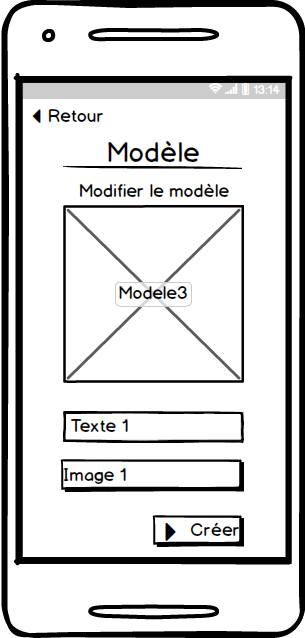 13:14
Retour
Modèle
Modifier le modèle
Modele3
Texte 1
Image 1
Créer